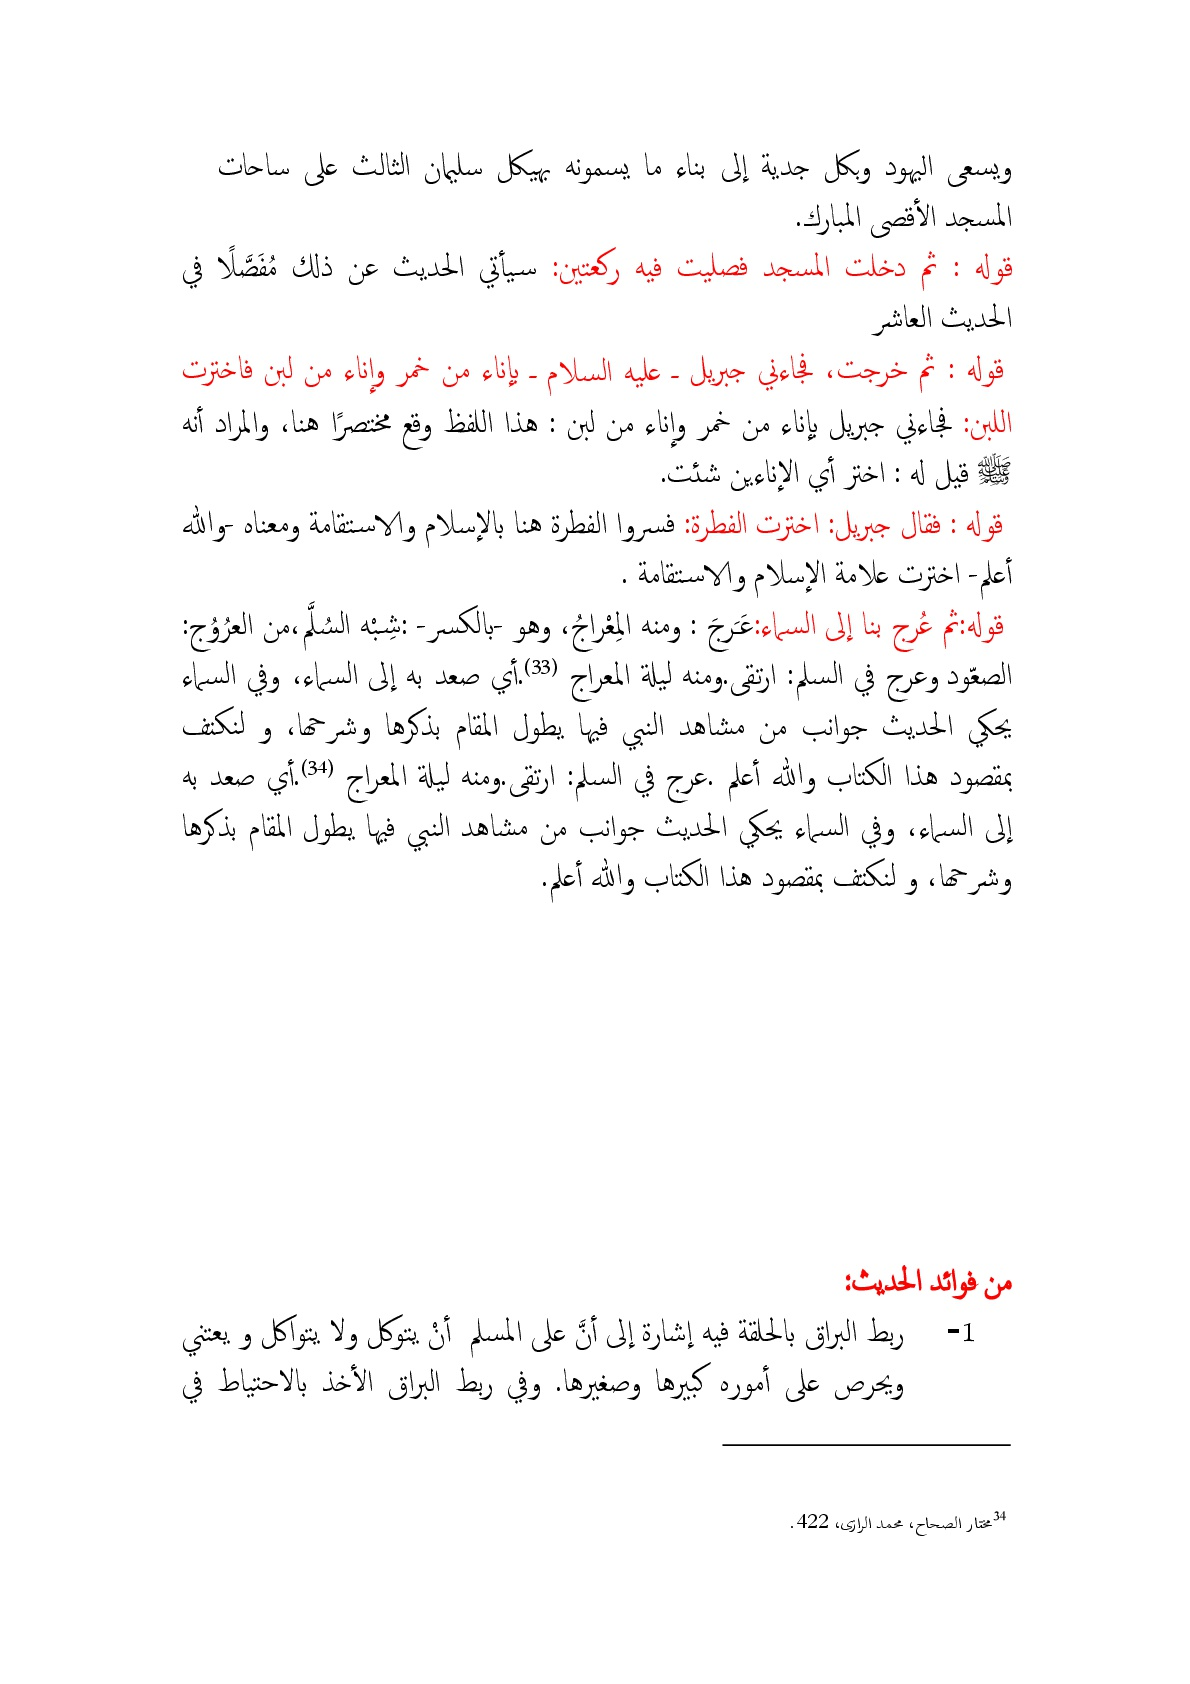 ويسعى اليهود وبكل جدية إلى بناء ما يسمونه بهيكل سليمان الثالث على ساحات
المسجد الأقصى المبارك.
قوله : ثم دخلت المسجد فصليت فيه ركعتين: سيأتي الحديث عن ذلك مُفَصَّلًا في
الحديث العاشر
قوله : ثم خرجت، فجاءني جبريل ـ عليه السلام ـ بإناء من خمر وإناء من لبن فاخترت
اللبن: فجاءني جبريل بإناء من خمر وإناء من لبن : هذا اللفظ وقع مختصرًا هنا، والمراد أنه
ﷺ قيل له : اختر أي الإناءين شئت.
قوله : فقال جبريل: اخترت الفطرة: فسروا الفطرة هنا بالإسلام والاستقامة ومعناه -والله
أعلم- اخترت علامة الإسلام والاستقامة .
قوله:ثم عُرج بنا إلى السماء:عَرَجَ : ومنه المِعْراجُ، وهو -بالكسر- :شِبْه السُلَّم،من العرُوُج:
الصعّود وعرج في السلم: ارتقى.ومنه ليلة المعراج (33).أي صعد به إلى السماء، وفي السماء
يحكي الحديث جوانب من مشاهد النبي فيها يطول المقام بذكرها وشرحها، و لنكتف
بمقصود هذا الكتاب والله أعلم .عرج في السلم: ارتقى.ومنه ليلة المعراج (34).أي صعد به
إلى السماء، وفي السماء يحكي الحديث جوانب من مشاهد النبي فيها يطول المقام بذكرها
وشرحها، و لنكتف بمقصود هذا الكتاب والله أعلم.
من فوائد الحديث:
1- ربط البراق بالحلقة فيه إشارة إلى أنَّ على المسلم أنْ يتوكل ولا يتواكل و يعتني
ويحرص على أموره كبيرها وصغيرها. وفي ربط البراق الأخذ بالاحتياط في
34 مختار الصحاح، محمد الرازى، 422.